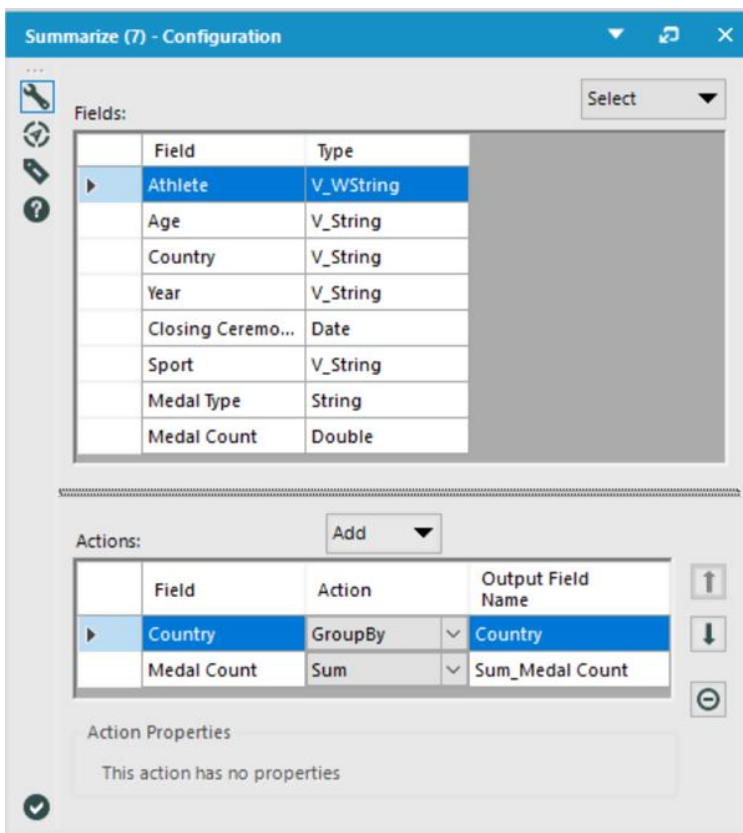 Summarize (7) - Configuration
Select
Fields:
Field Type
Athlete V_WString
Age V_String
Country V_String
Year V_String
Closing Ceremo... Date
Sport V_String
Medal Type String
Medal Count Double
Add
Actions:
Field Action Output Field
Name
Country GroupBy Country
Medal Count Sum Sum_Medal Count
Action Properties
This action has no properties